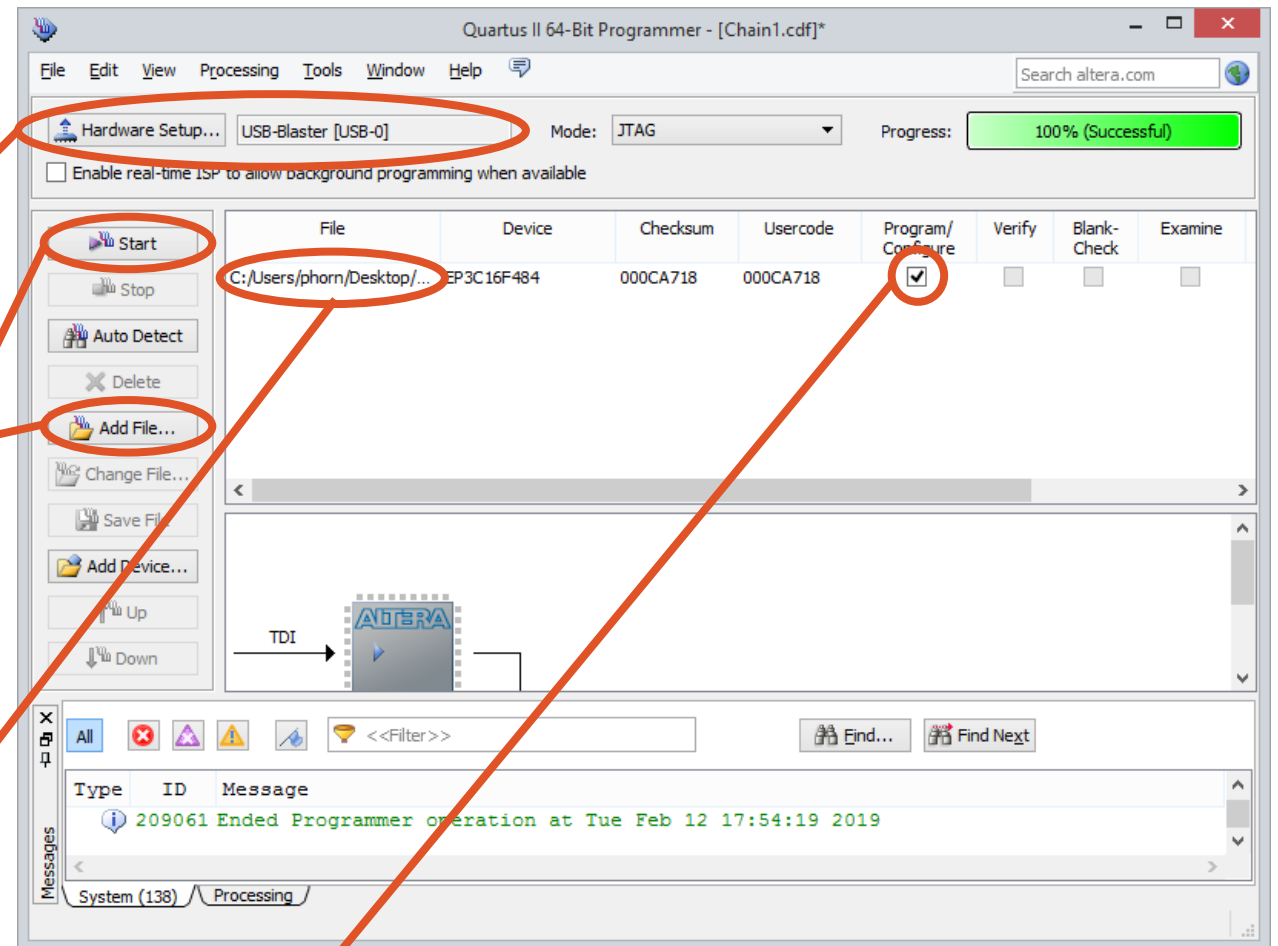 Quartus II 64-Bit Programmer - [Chain1.cdf]*
File Edit View Processing Tools Window Help
Search altera.com
Hardware Setup... USB-Blaster [USB-0] Mode: JTAG Progress: 100% (Successful)
Enable real-time ISP to allow background programming when available
Start
Stop
Auto Detect
Delete
Add File...
Change File...
Save File
Add Device...
Up
Down
File Device Checksum Usercode Program/ Configure Verify Blank- Check Examine
C:/Users/phorn/Desktop/... EP3C16F484 000CA718 000CA718
TDI
ALTERA
All <<Filter>> Find... Find Next
Type ID Message
209061 Ended Programmer operation at Tue Feb 12 17:54:19 2019
Messages
System (138) Processing